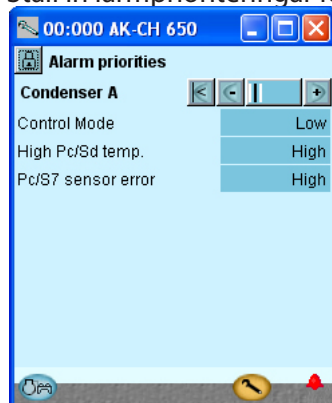 00:000 AK-CH 650
Alarm priorities
Condenser A
Control Mode Low
High Pc/Sd temp. High
Pc/S7 sensor error High